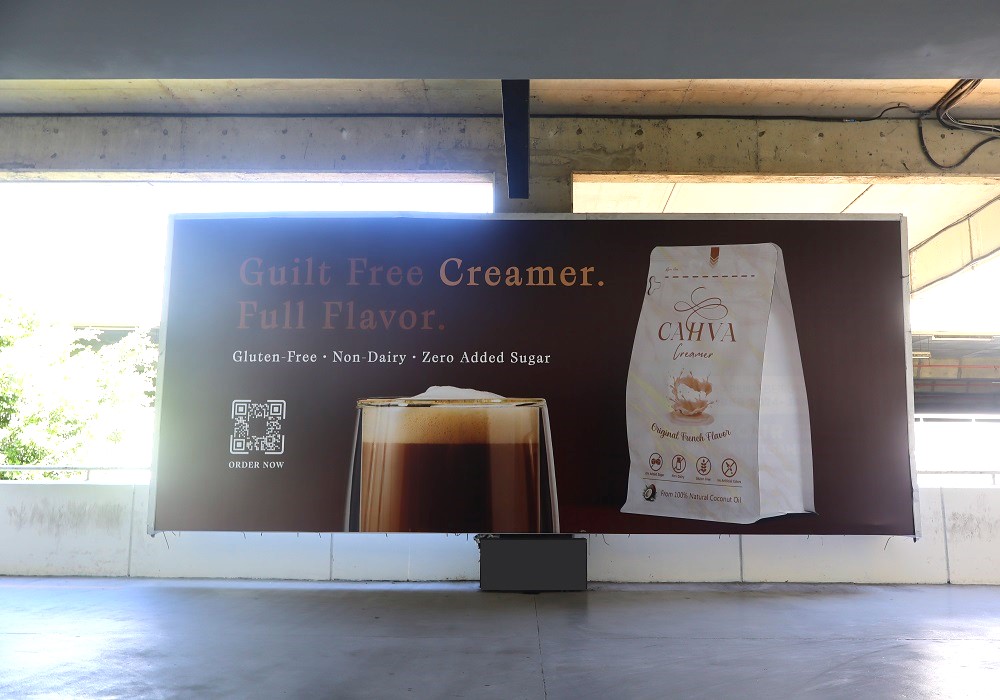 Guilt Free Creamer.
Full Flavor.
Gluten-Free • Non-Dairy • Zero Added Sugar
ORDER NOW
CAHVA
Creamer
Original French Flavor
From 100% Natural Coconut Oil